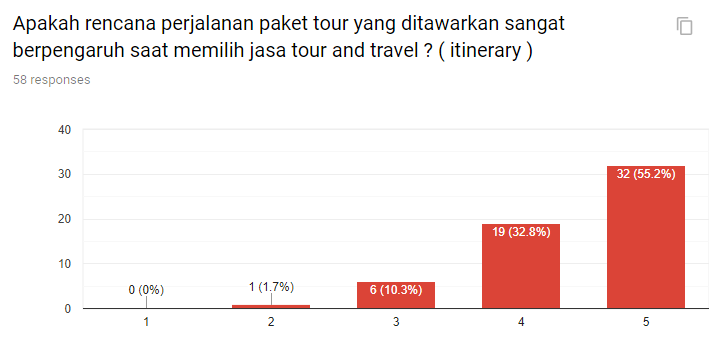 Apakah rencana perjalanan paket tour yang ditawarkan sangat
berpengaruh saat memilih jasa tour and travel ? ( itinerary )
58 responses
40
30
20
10
0
0 (0%)
1 (1.7%)
6 (10.3%)
19 (32.8%)
32 (55.2%)
1 2 3 4 5